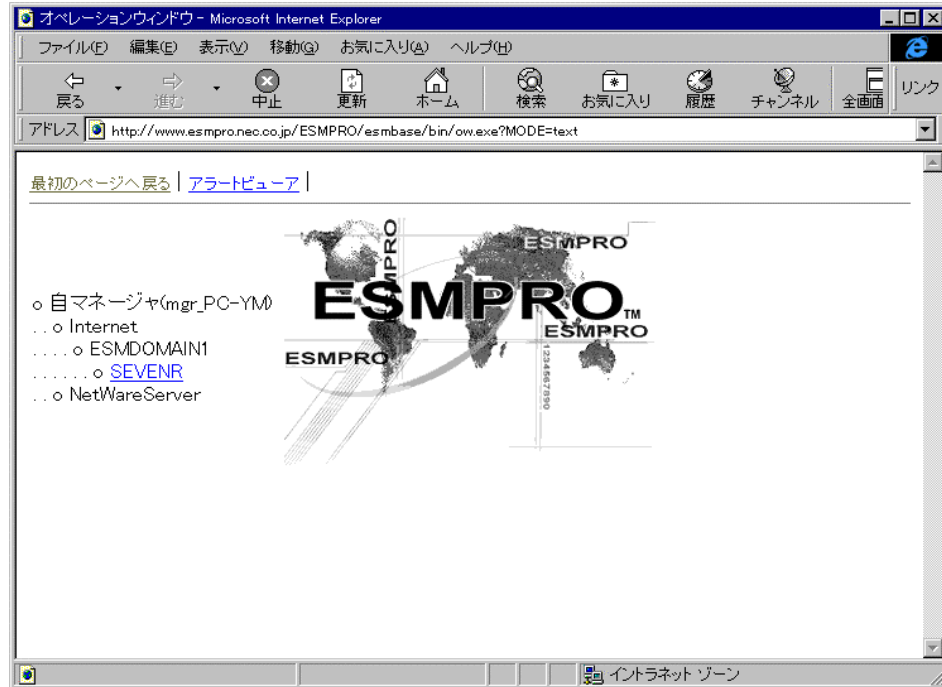 オペレーションウィンドウ - Microsoft Internet Explorer
ファイル(F) 編集(E) 表示(V) 移動(G) お気に入り(A) ヘルプ(H)
戻る 進む 中止 更新 ホーム 検索 お気に入り 履歴 チャンネル 全画面 リンク
アドレス http://www.esmpro.nec.co.jp/ESMPRO/esmbase/bin/ow.exe?MODE=text
最初のページへ戻る | アラートビューア |
ESMPRO
ESMPRO
ESMPRO TM
ESMPRO
ESMPRO
1234567890
o 自マネージャ(mgr_PC-YM)
. . o Internet
. . . . o ESMDOMAIN1
. . . . . . o SEVENR
. . o NetWareServer
イントラネット ゾーン